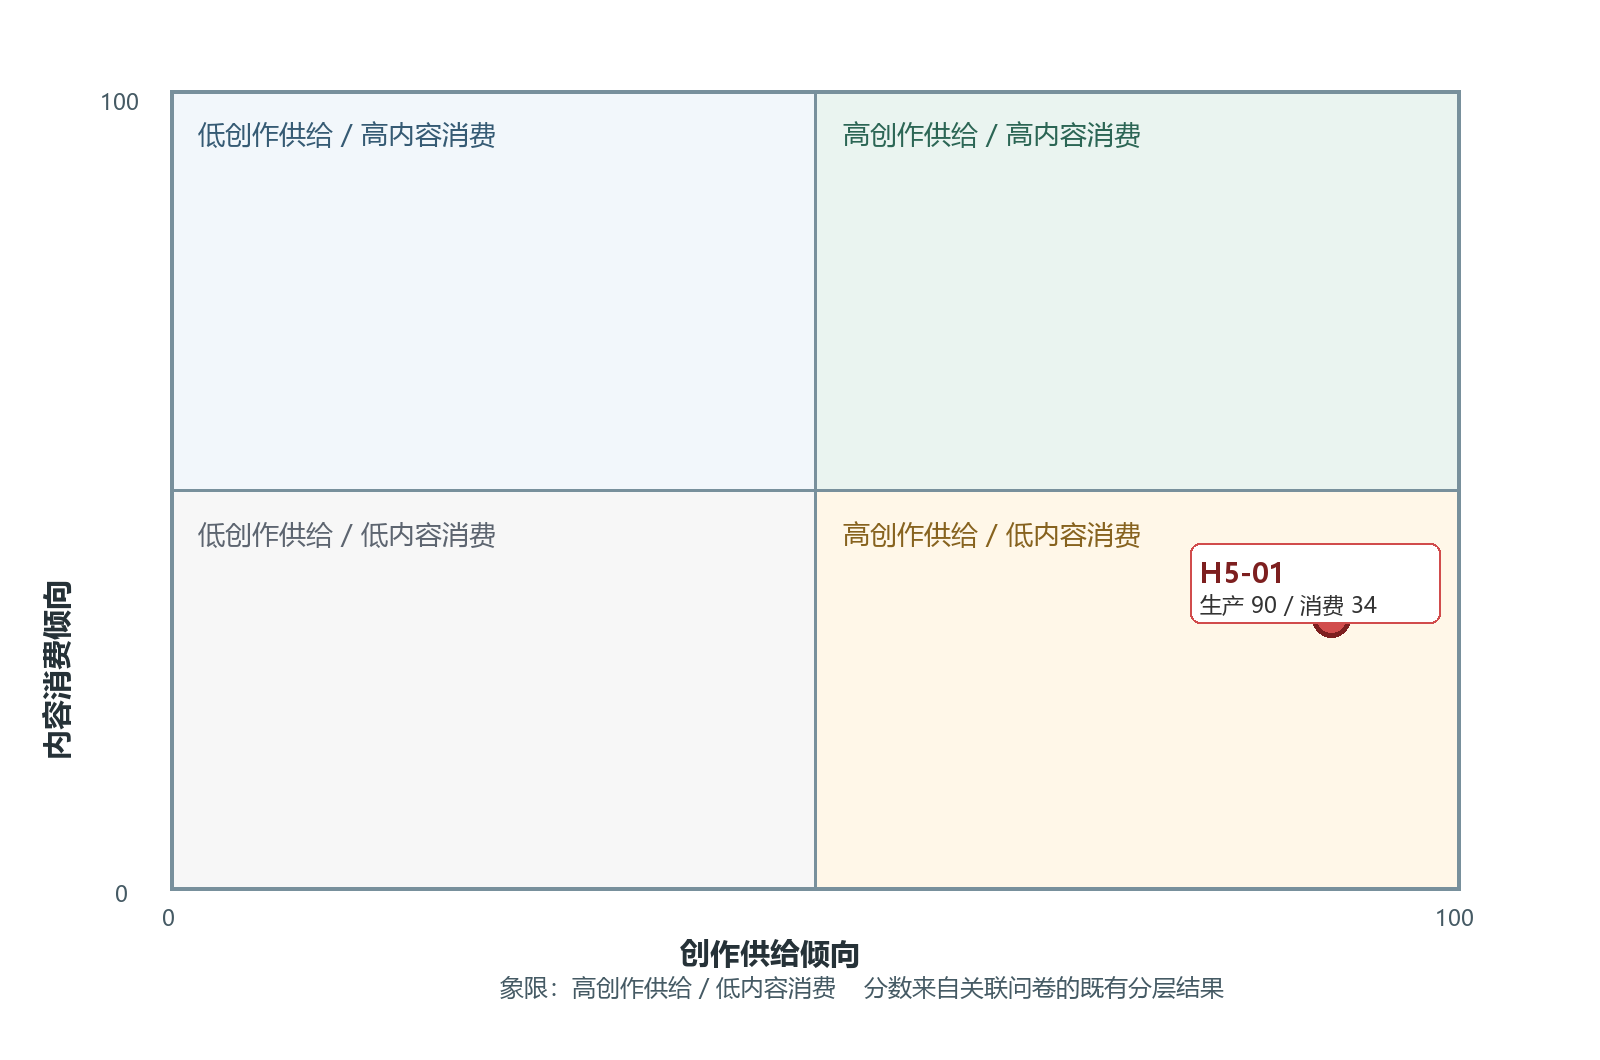 100
低创作供给 / 高内容消费
高创作供给 / 高内容消费
低创作供给 / 低内容消费
高创作供给 / 低内容消费
H5-01
生产 90 / 消费 34
内容消费倾向
0
0
100
创作供给倾向
象限：高创作供给 / 低内容消费 分数来自关联问卷的既有分层结果